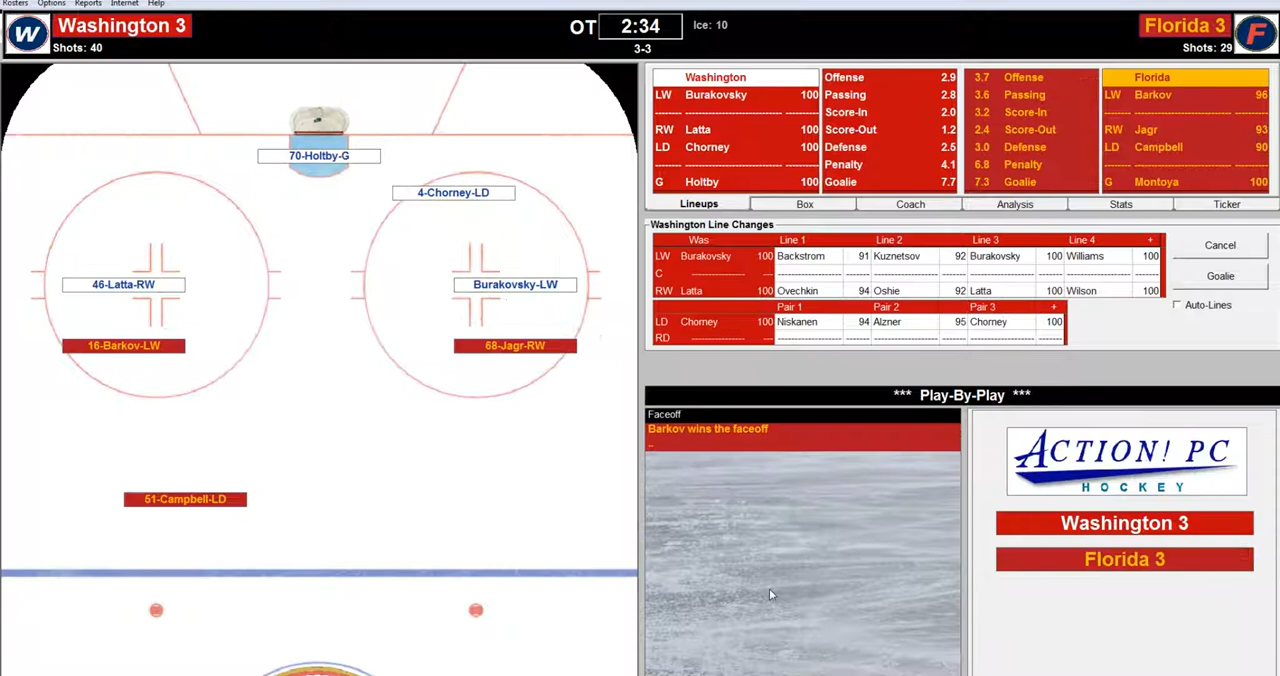 Rosters Options Reports Internet Help
W Washington 3 OT 2:34 Ice: 10 Florida 3 F
Shots: 40 3-3 Shots: 29
70-Holtby-G
4-Chorney-LD
46-Latta-RW Burakovsky-LW
16-Barkov-LW 68-Jagr-RW
51-Campbell-LD
Washington Offense 2.9 3.7 Offense Florida
LW Burakovsky 100 Passing 2.8 3.6 Passing LW Barkov 96
Score-In 2.0 3.2 Score-In
RW Latta 100 Score-Out 1.2 2.4 Score-Out RW Jagr 93
LD Chorney 100 Defense 2.5 3.0 Defense LD Campbell 90
Penalty 4.1 6.8 Penalty
G Holtby 100 Goalie 7.7 7.3 Goalie G Montoya 100
Lineups Box Coach Analysis Stats Ticker
Washington Line Changes
Was Line 1 Line 2 Line 3 Line 4 +
LW Burakovsky 100 Backstrom 91 Kuznetsov 92 Burakovsky 100 Williams 100
C
RW Latta 100 Ovechkin 94 Oshie 92 Latta 100 Wilson 100
Pair 1 Pair 2 Pair 3 +
LD Chorney 100 Niskanen 94 Alzner 95 Chorney 100
RD
Cancel
Goalie
Auto-Lines
*** Play-By-Play ***
Faceoff
Barkov wins the faceoff
..
ACTION! PC
HOCKEY
Washington 3
Florida 3